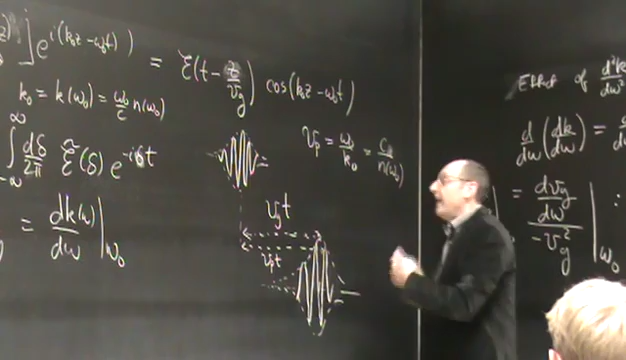 ∫ e^{i(k₀z - ω₀t)} ) = ℰ(t - z/v_g) cos(k₀z - ω₀t)
k₀ = k(ω₀) = ω₀/c n(ω₀)
∫_{-∞}^{∞} dδ/2π ℰ̃(δ) e^{-iδt}
= dk(ω)/dω |_{ω₀}
v_p = ω₀/k₀ = c/n(ω₀)
v_g t
v_p t
Effect of d²k/dω²
d/dω (dk/dω) =
= dv_g/dω / -v_g² |_{ω₀}